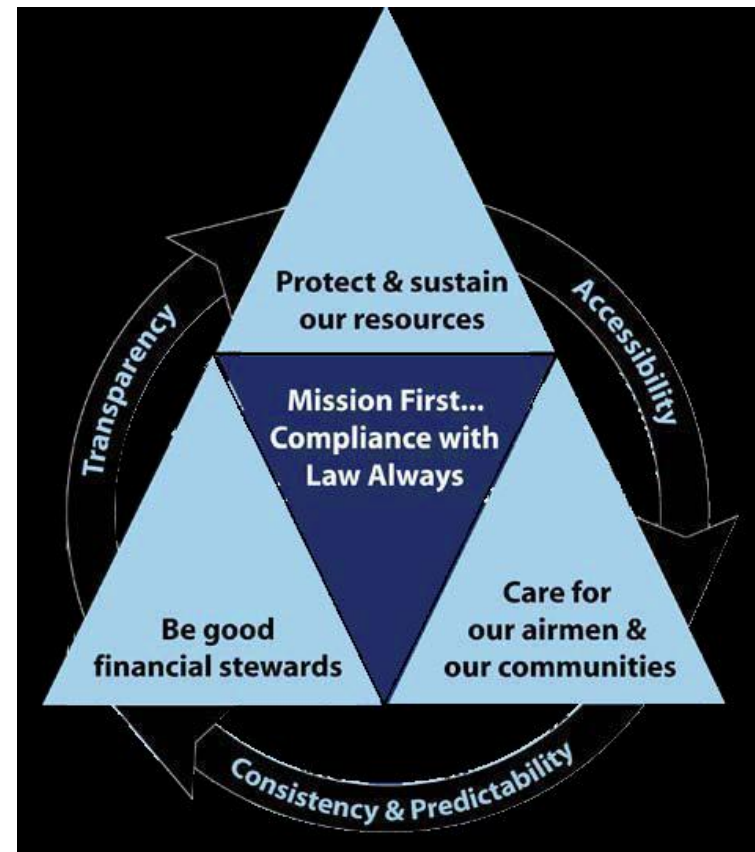 Protect & sustain
our resources
Accessibility
Transparency
Mission First...
Compliance with
Law Always
Be good
financial stewards
Care for
our airmen &
our communities
Consistency & Predictability